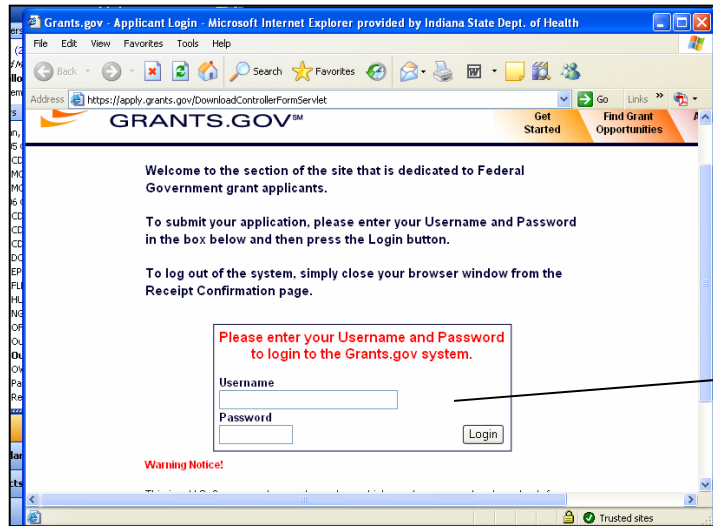 Grants.gov - Applicant Login - Microsoft Internet Explorer provided by Indiana State Dept. of Health
File Edit View Favorites Tools Help
Back Search Favorites
Address https://apply.grants.gov/DownloadControllerFormServlet Go Links »
GRANTS.GOV℠
Get Started
Find Grant Opportunities
Welcome to the section of the site that is dedicated to Federal
Government grant applicants.
To submit your application, please enter your Username and Password
in the box below and then press the Login button.
To log out of the system, simply close your browser window from the
Receipt Confirmation page.
Please enter your Username and Password
to login to the Grants.gov system.
Username
Password
Login
Warning Notice!
Trusted sites